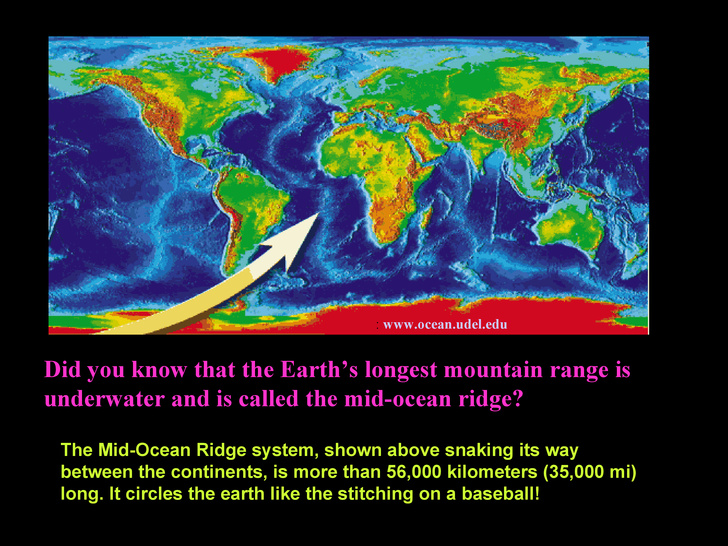 www.ocean.udel.edu
Did you know that the Earth’s longest mountain range is
underwater and is called the mid-ocean ridge?
The Mid-Ocean Ridge system, shown above snaking its way
between the continents, is more than 56,000 kilometers (35,000 mi)
long. It circles the earth like the stitching on a baseball!